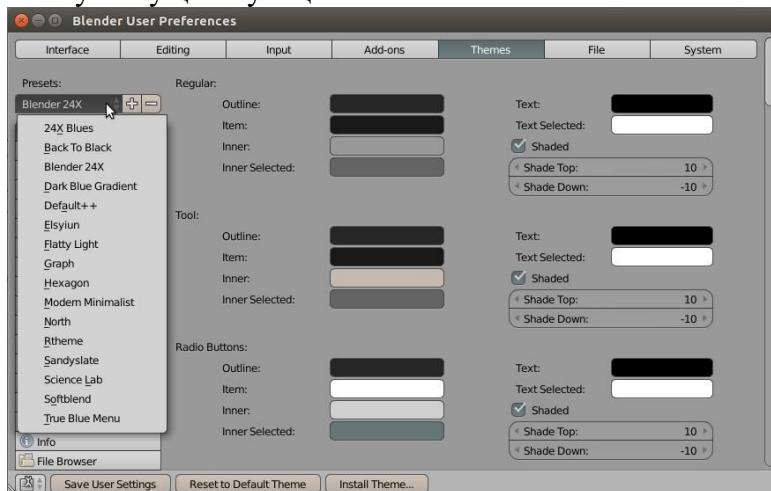 Blender User Preferences
Interface Editing Input Add-ons Themes File System
Presets:
Blender 24X
24X Blues
Back To Black
Blender 24X
Dark Blue Gradient
Default++
Elsyiun
Flatty Light
Graph
Hexagon
Modern Minimalist
North
Rtheme
Sandyslate
Science Lab
Softblend
True Blue Menu
Info
File Browser
Regular:
Outline:
Item:
Inner:
Inner Selected:
Text:
Text Selected:
Shaded
Shade Top: 10
Shade Down: -10
Tool:
Outline:
Item:
Inner:
Inner Selected:
Text:
Text Selected:
Shaded
Shade Top: 10
Shade Down: -10
Radio Buttons:
Outline:
Item:
Inner:
Inner Selected:
Text:
Text Selected:
Shaded
Shade Top: 10
Shade Down: -10
Save User Settings Reset to Default Theme Install Theme...